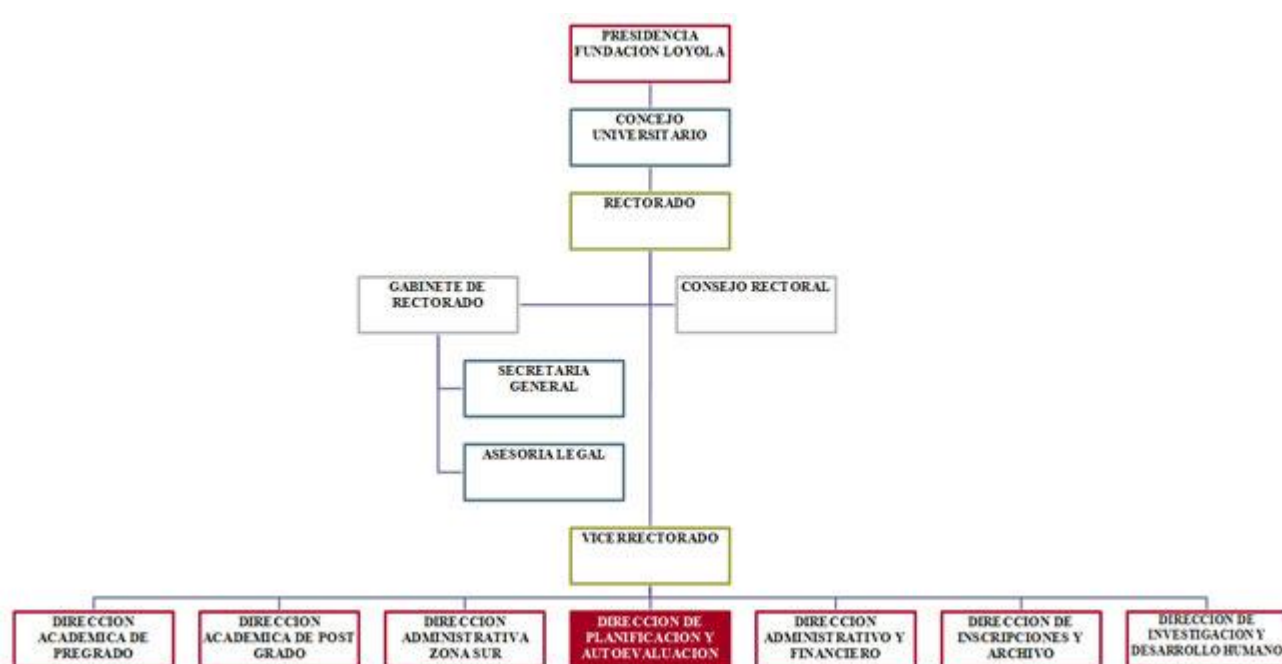 PRESIDENCIA
FUNDACION LOYOLA
CONCEJO
UNIVERSITARIO
RECTORADO
GABINETE DE
RECTORADO
CONSEJO RECTORAL
SECRETARIA
GENERAL
ASESORIA LEGAL
VICERRECTORADO
DIRECCION
ACADEMICA DE
PREGRADO
DIRECCION
ACADEMICA DE POST
GRADO
DIRECCION
ADMINISTRATIVA
ZONA SUR
DIRECCION DE
PLANIFICACION Y
AUTOEVALUACION
DIRECCION
ADMINISTRATIVO Y
FINANCIERO
DIRECCION DE
INSCRIPCIONES Y
ARCHIVO
DIRECCION DE
INVESTIGACION Y
DESARROLLO HUMANO